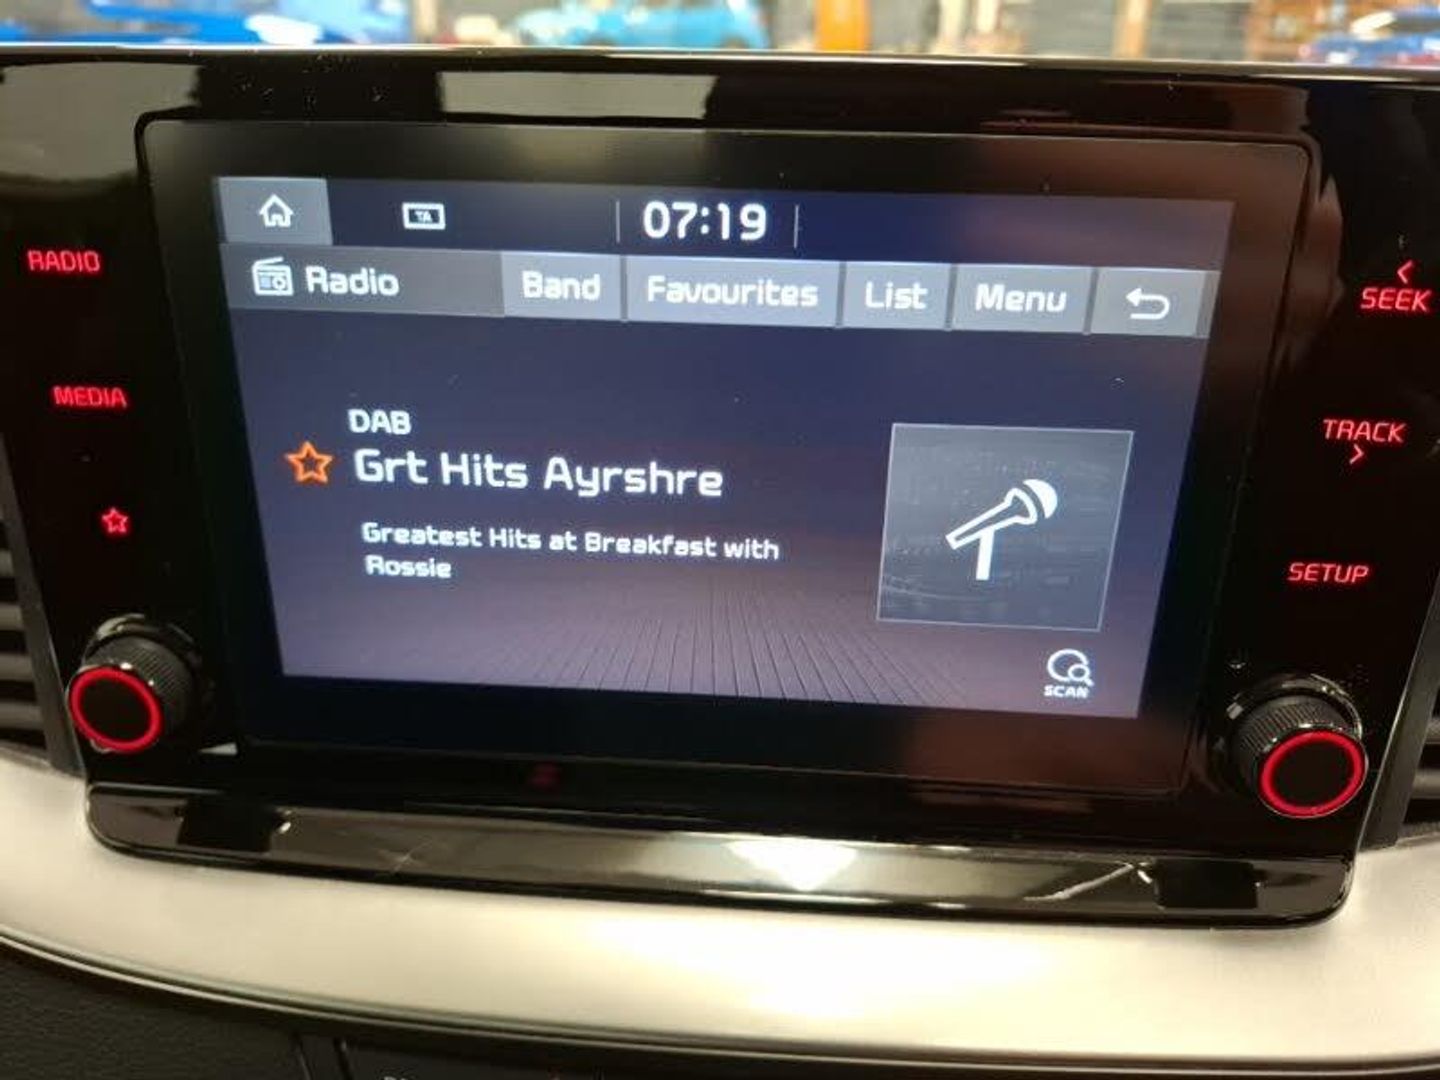 TA
07:19
RADIO
Radio
Band
Favourites
List
Menu
SEEK
MEDIA
DAB
Grt Hits Ayrshre
TRACK
Greatest Hits at Breakfast with
Rossie
SETUP
SCAN